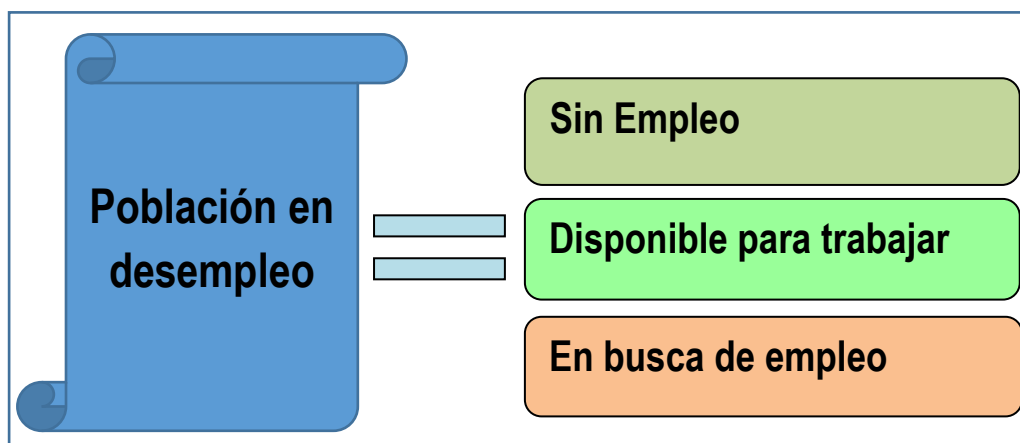 Población en
desempleo
Sin Empleo
Disponible para trabajar
En busca de empleo